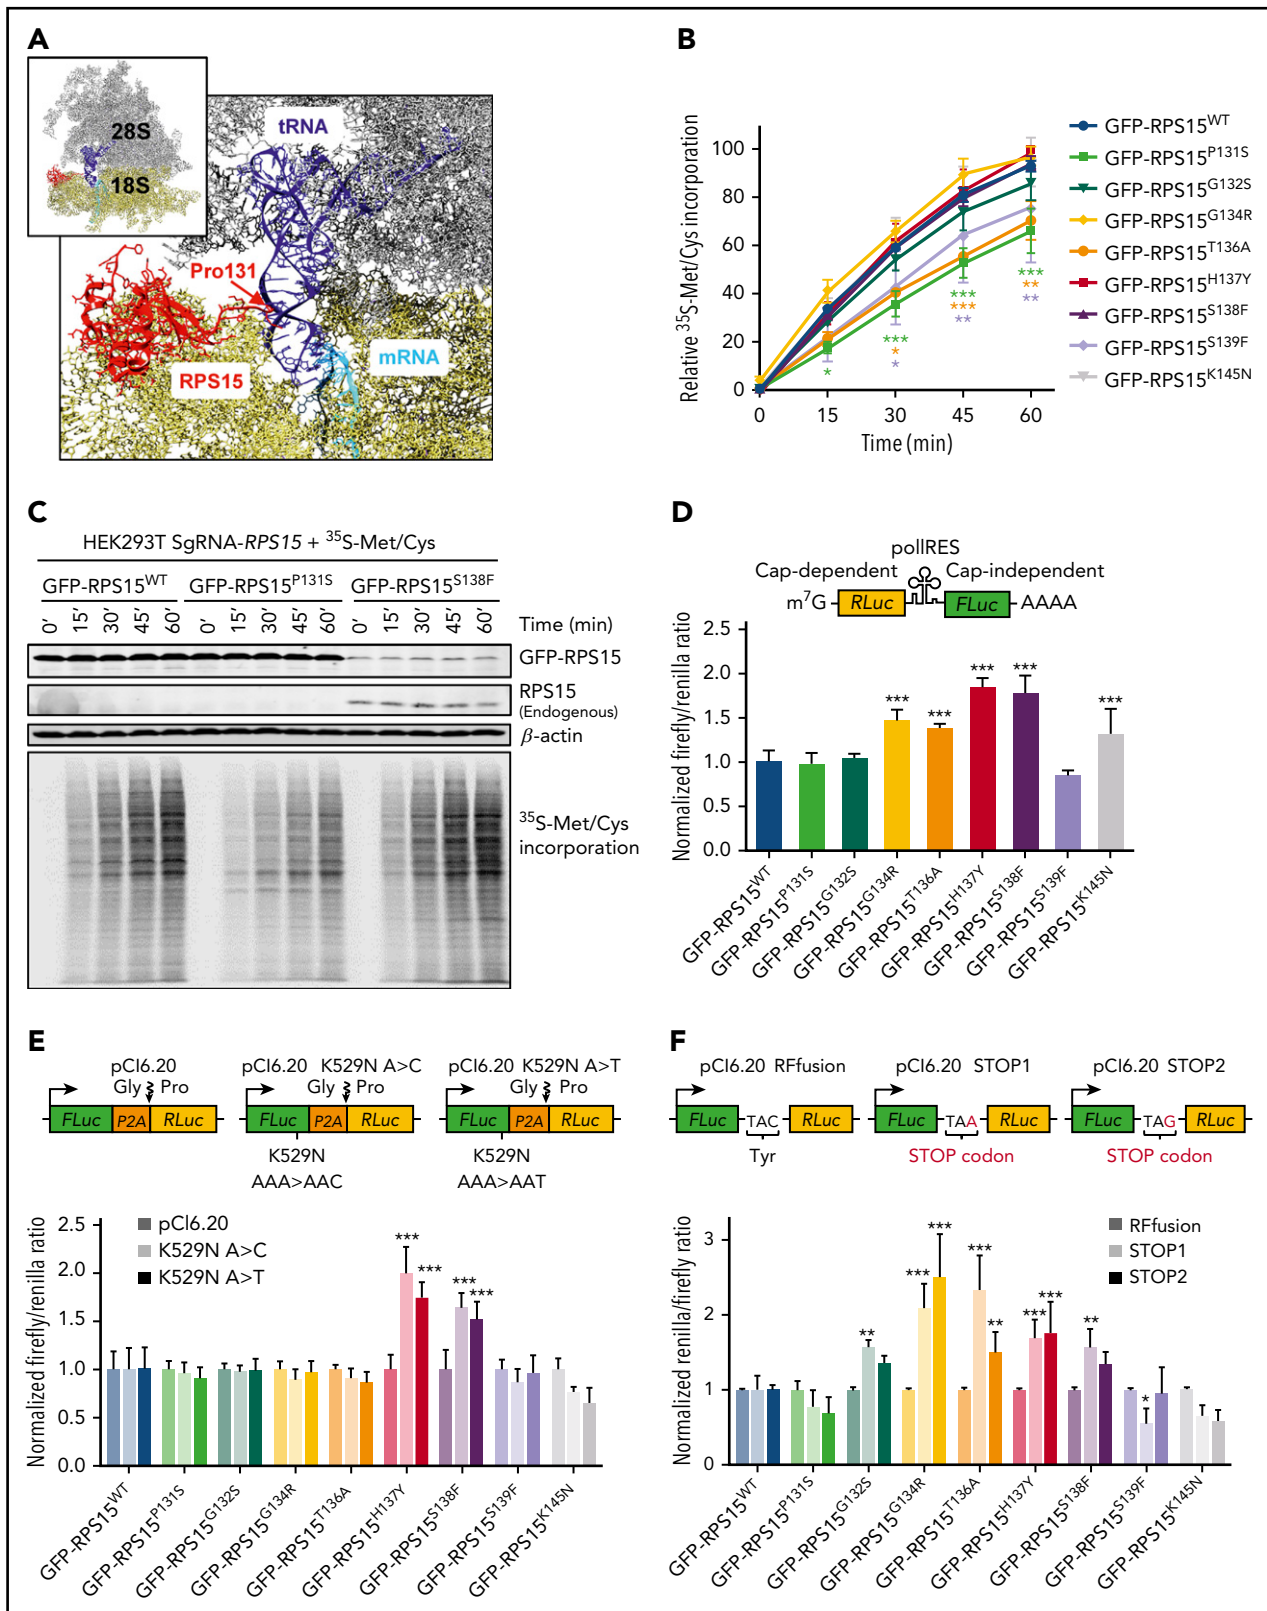 A
28S
18S
tRNA
Pro131
RPS15
mRNA
B
Relative ³⁵S-Met/Cys incorporation
100
80
60
40
20
0
0 15 30 45 60
Time (min)
*
***
*
*
***
***
**
***
**
**
GFP-RPS15ᵂᵀ
GFP-RPS15ᴾ¹³¹ˢ
GFP-RPS15ᴳ¹³²ˢ
GFP-RPS15ᴳ¹³⁴ᴿ
GFP-RPS15ᵀ¹³⁶ᴬ
GFP-RPS15ᴴ¹³⁷ʸ
GFP-RPS15ˢ¹³⁸ᶠ
GFP-RPS15ˢ¹³⁹ᶠ
GFP-RPS15ᴷ¹⁴⁵ᴺ
C
HEK293T SgRNA-RPS15 + ³⁵S-Met/Cys
GFP-RPS15ᵂᵀ GFP-RPS15ᴾ¹³¹ˢ GFP-RPS15ˢ¹³⁸ᶠ
0′ 15′ 30′ 45′ 60′ 0′ 15′ 30′ 45′ 60′ 0′ 15′ 30′ 45′ 60′ Time (min)
GFP-RPS15
RPS15
(Endogenous)
β-actin
³⁵S-Met/Cys
incorporation
D
polIRES
Cap-dependent Cap-independent
m⁷G RLuc FLuc AAAA
Normalized firefly/renilla ratio
2.5
2.0
1.5
1.0
0.5
0.0
*** *** *** *** ***
GFP-RPS15ᵂᵀ
GFP-RPS15ᴾ¹³¹ˢ
GFP-RPS15ᴳ¹³²ˢ
GFP-RPS15ᴳ¹³⁴ᴿ
GFP-RPS15ᵀ¹³⁶ᴬ
GFP-RPS15ᴴ¹³⁷ʸ
GFP-RPS15ˢ¹³⁸ᶠ
GFP-RPS15ˢ¹³⁹ᶠ
GFP-RPS15ᴷ¹⁴⁵ᴺ
E
pCl6.20 pCl6.20 K529N A>C pCl6.20 K529N A>T
Gly Pro Gly Pro Gly Pro
FLuc P2A RLuc FLuc P2A RLuc FLuc P2A RLuc
K529N K529N
AAA>AAC AAA>AAT
Normalized firefly/renilla ratio
2.5
2.0
1.5
1.0
0.5
0.0
pCl6.20
K529N A>C
K529N A>T
*** *** *** ***
GFP-RPS15ᵂᵀ
GFP-RPS15ᴾ¹³¹ˢ
GFP-RPS15ᴳ¹³²ˢ
GFP-RPS15ᴳ¹³⁴ᴿ
GFP-RPS15ᵀ¹³⁶ᴬ
GFP-RPS15ᴴ¹³⁷ʸ
GFP-RPS15ˢ¹³⁸ᶠ
GFP-RPS15ˢ¹³⁹ᶠ
GFP-RPS15ᴷ¹⁴⁵ᴺ
F
pCl6.20 RFfusion pCl6.20 STOP1 pCl6.20 STOP2
FLuc TAC RLuc FLuc TAA RLuc FLuc TAG RLuc
Tyr STOP codon STOP codon
Normalized renilla/firefly ratio
3
2
1
0
RFfusion
STOP1
STOP2
** *** *** *** ** *** *** ** *
GFP-RPS15ᵂᵀ
GFP-RPS15ᴾ¹³¹ˢ
GFP-RPS15ᴳ¹³²ˢ
GFP-RPS15ᴳ¹³⁴ᴿ
GFP-RPS15ᵀ¹³⁶ᴬ
GFP-RPS15ᴴ¹³⁷ʸ
GFP-RPS15ˢ¹³⁸ᶠ
GFP-RPS15ˢ¹³⁹ᶠ
GFP-RPS15ᴷ¹⁴⁵ᴺ